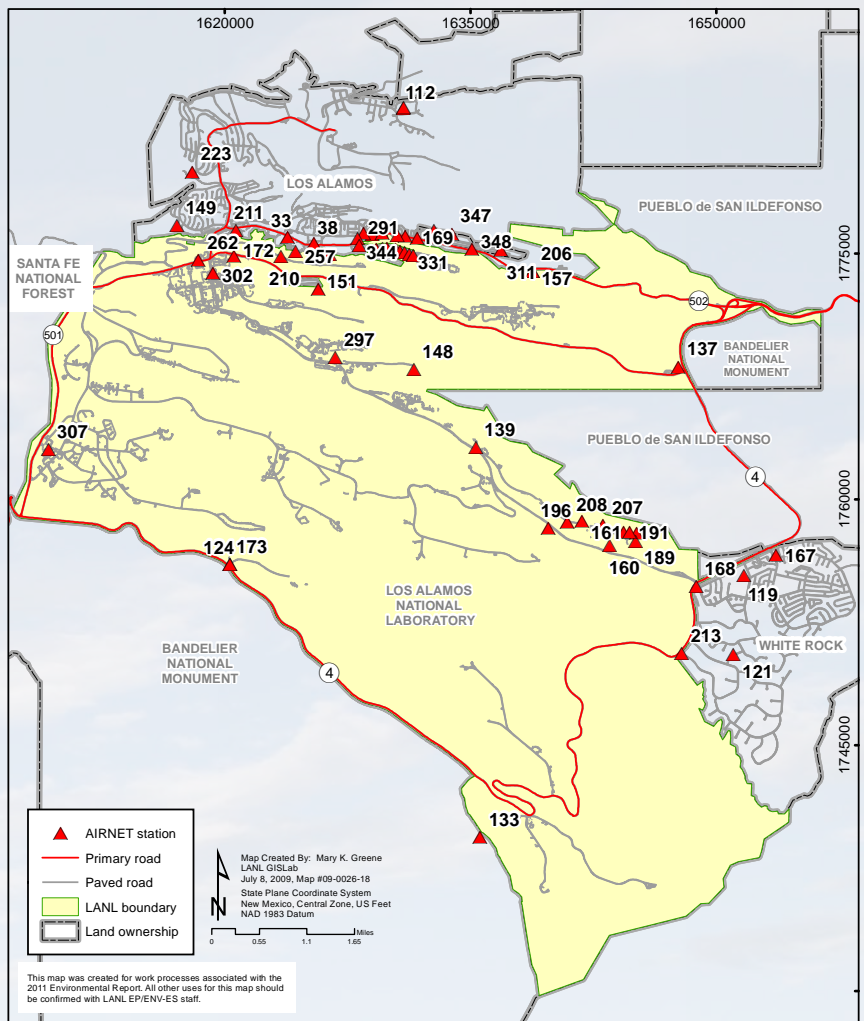 1620000
1635000
1650000
112
223
LOS ALAMOS
PUEBLO de SAN ILDEFONSO
149
211
33
38
291
347
169
SANTA FE
NATIONAL
FOREST
262
172
257
344
331
348
206
1775000
302
210
151
311
157
502
501
297
148
137
BANDELIER
NATIONAL
MONUMENT
307
139
PUEBLO de SAN ILDEFONSO
4
1760000
196
208
207
161
191
160
189
124
173
168
167
119
LOS ALAMOS
NATIONAL
LABORATORY
BANDELIER
NATIONAL
MONUMENT
213
WHITE ROCK
121
4
1745000
133
AIRNET station
Primary road
Paved road
LANL boundary
Land ownership
N
Map Created By: Mary K. Greene
LANL GISLab
July 8, 2009, Map #09-0026-18
State Plane Coordinate System
New Mexico, Central Zone, US Feet
NAD 1983 Datum
Miles
0 0.55 1.1 1.65
This map was created for work processes associated with the
2011 Environmental Report. All other uses for this map should
be confirmed with LANL EP/ENV-ES staff.